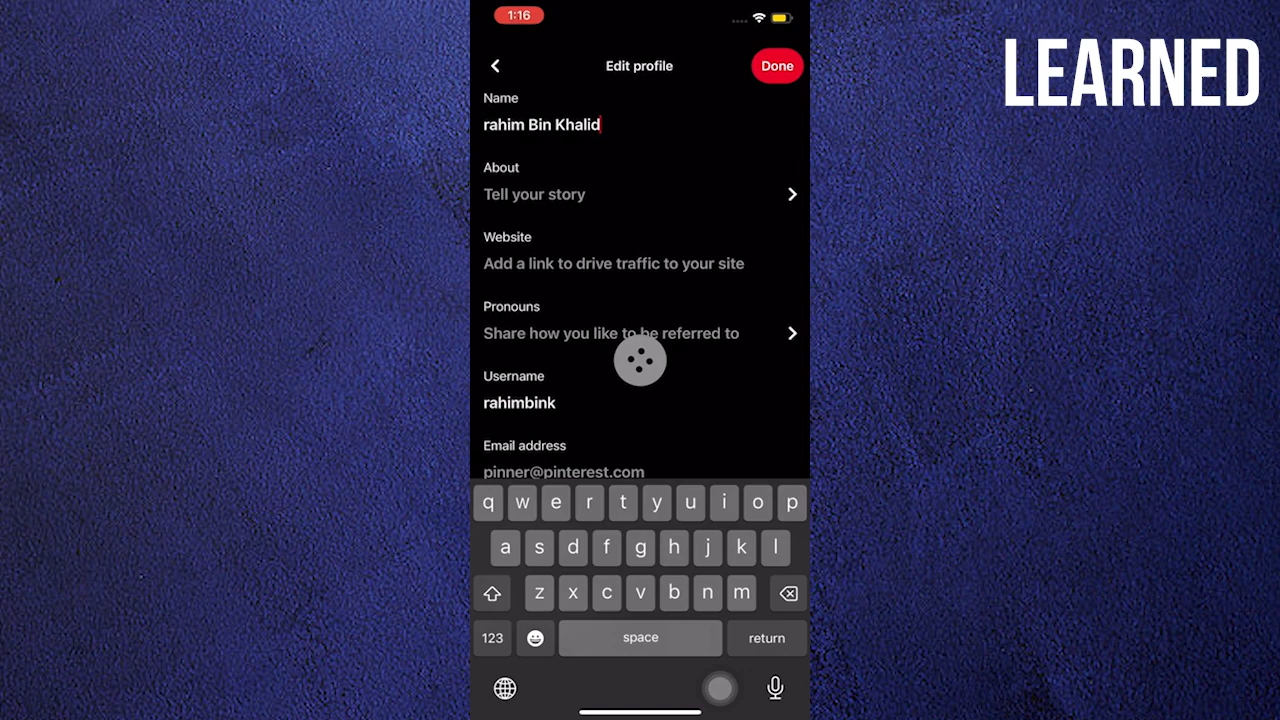 1:16
LEARNED
Edit profile
Done
Name
rahim Bin Khalid
About
Tell your story
Website
Add a link to drive traffic to your site
Pronouns
Share how you like to be referred to
Username
rahimbink
Email address
pinner@pinterest.com
q w e r t y u i o p
a s d f g h j k l
z x c v b n m
123 space return